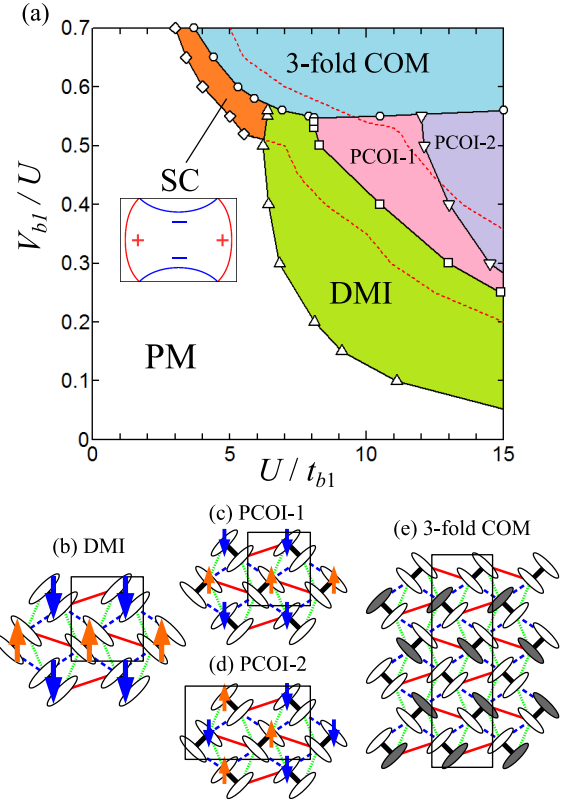 (a)
0.7
0.6
0.5
0.4
0.3
0.2
0.1
0
V_{b1} / U
3-fold COM
PCOI-1
PCOI-2
SC
+
−
−
+
DMI
PM
0
5
10
15
U / t_{b1}
(b) DMI
(c) PCOI-1
(d) PCOI-2
(e) 3-fold COM